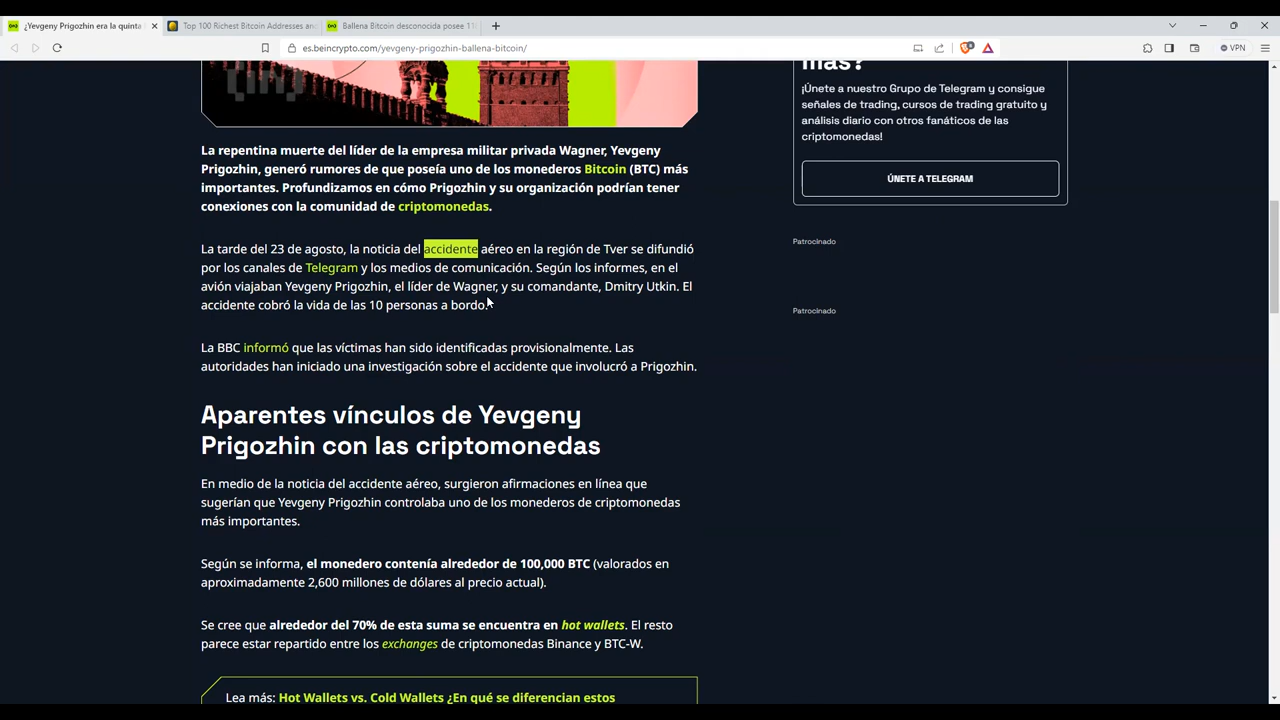 ¿Yevgeny Prigozhin era la quinta
Top 100 Richest Bitcoin Addresses an
Ballena Bitcoin desconocida posee 11
es.beincrypto.com/yevgeny-prigozhin-ballena-bitcoin/
VPN
más?
¡Únete a nuestro Grupo de Telegram y consigue
señales de trading, cursos de trading gratuito y
análisis diario con otros fanáticos de las
criptomonedas!
ÚNETE A TELEGRAM
Patrocinado
Patrocinado
La repentina muerte del líder de la empresa militar privada Wagner, Yevgeny
Prigozhin, generó rumores de que poseía uno de los monederos Bitcoin (BTC) más
importantes. Profundizamos en cómo Prigozhin y su organización podrían tener
conexiones con la comunidad de criptomonedas.
La tarde del 23 de agosto, la noticia del accidente aéreo en la región de Tver se difundió
por los canales de Telegram y los medios de comunicación. Según los informes, en el
avión viajaban Yevgeny Prigozhin, el líder de Wagner, y su comandante, Dmitry Utkin. El
accidente cobró la vida de las 10 personas a bordo.
La BBC informó que las víctimas han sido identificadas provisionalmente. Las
autoridades han iniciado una investigación sobre el accidente que involucró a Prigozhin.
Aparentes vínculos de Yevgeny
Prigozhin con las criptomonedas
En medio de la noticia del accidente aéreo, surgieron afirmaciones en línea que
sugerían que Yevgeny Prigozhin controlaba uno de los monederos de criptomonedas
más importantes.
Según se informa, el monedero contenía alrededor de 100,000 BTC (valorados en
aproximadamente 2,600 millones de dólares al precio actual).
Se cree que alrededor del 70% de esta suma se encuentra en hot wallets. El resto
parece estar repartido entre los exchanges de criptomonedas Binance y BTC-W.
Lea más: Hot Wallets vs. Cold Wallets ¿En qué se diferencian estos